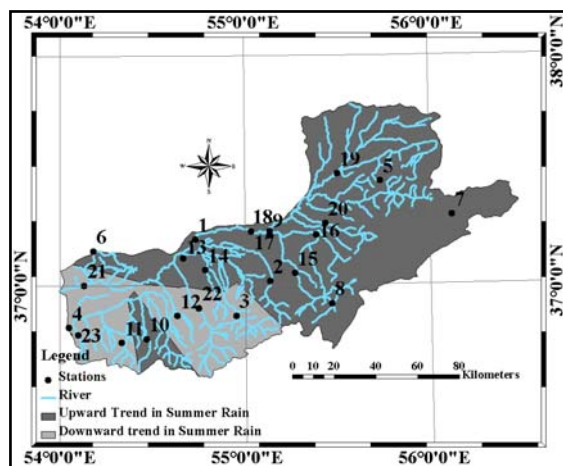 54°0'0"E 55°0'0"E 56°0'0"E
38°0'0"N
38°0'0"N
19 5
7
20
18 9
1 17 16
6 13
14 15
21 2
22 8
12 3
4
23 11 10
37°0'0"N
37°0'0"N
Legend
Stations
River
Upward Trend in Summer Rain
Downward trend in Summer Rain
0 10 20 40 60 80
Kilometers
54°0'0"E 55°0'0"E 56°0'0"E